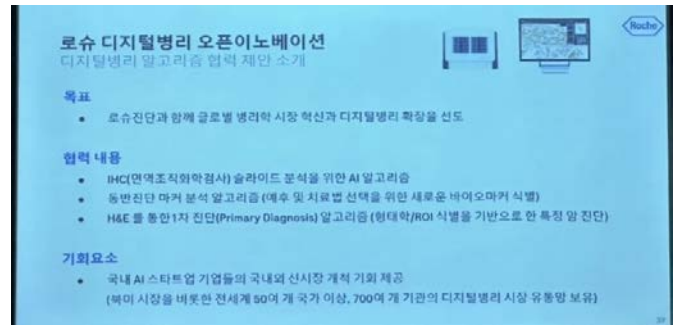 Roche
로슈 디지털병리 오픈이노베이션
디지털병리 알고리즘 협력 제안 소개
목표
• 로슈진단과 함께 글로벌 병리학 시장 혁신과 디지털병리 확장을 선도
협력 내용
• IHC(면역조직화학검사) 슬라이드 분석을 위한 AI 알고리즘
• 동반진단 마커 분석 알고리즘 (예후 및 치료법 선택을 위한 새로운 바이오마커 식별)
• H&E 를 통한 1차 진단(Primary Diagnosis) 알고리즘 (형태학/ROI 식별을 기반으로 한 특정 암 진단)
기회요소
• 국내 AI 스타트업 기업들의 국내외 신시장 개척 기회 제공
(북미 시장을 비롯한 전세계 50여 개 국가 이상, 700여 개 기관의 디지털병리 시장 유통망 보유)